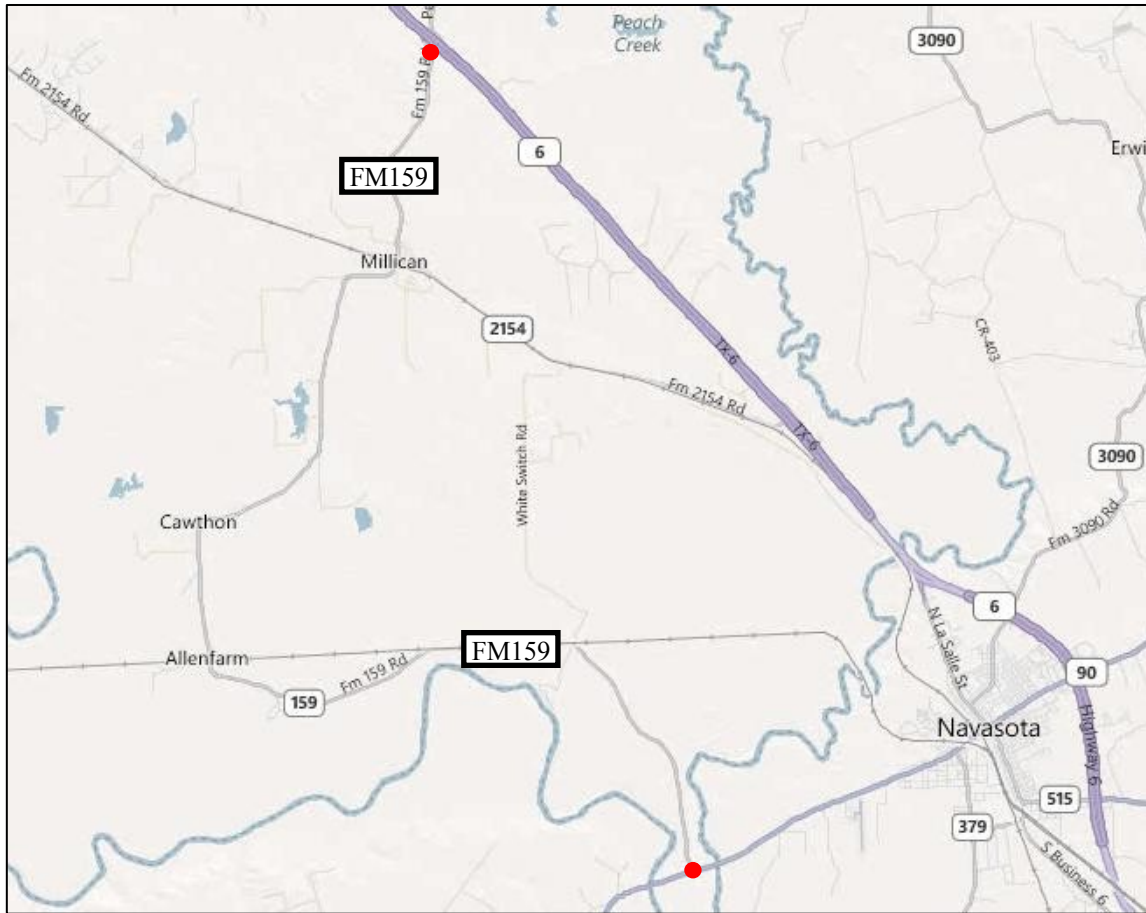 Peach
Creek
3090
Fm 159 R
Fm 2154 Rd
6
Erwi
FM159
Millican
2154
CR-403
TX-6
Fm 2154 Rd
TX-6
3090
White Switch Rd
Cawthon
Fm 3090 Rd
6
N La Salle St
FM159
Allenfarm
Fm 159 Rd
90
159
Navasota
Highway 6
515
379
S Business 6